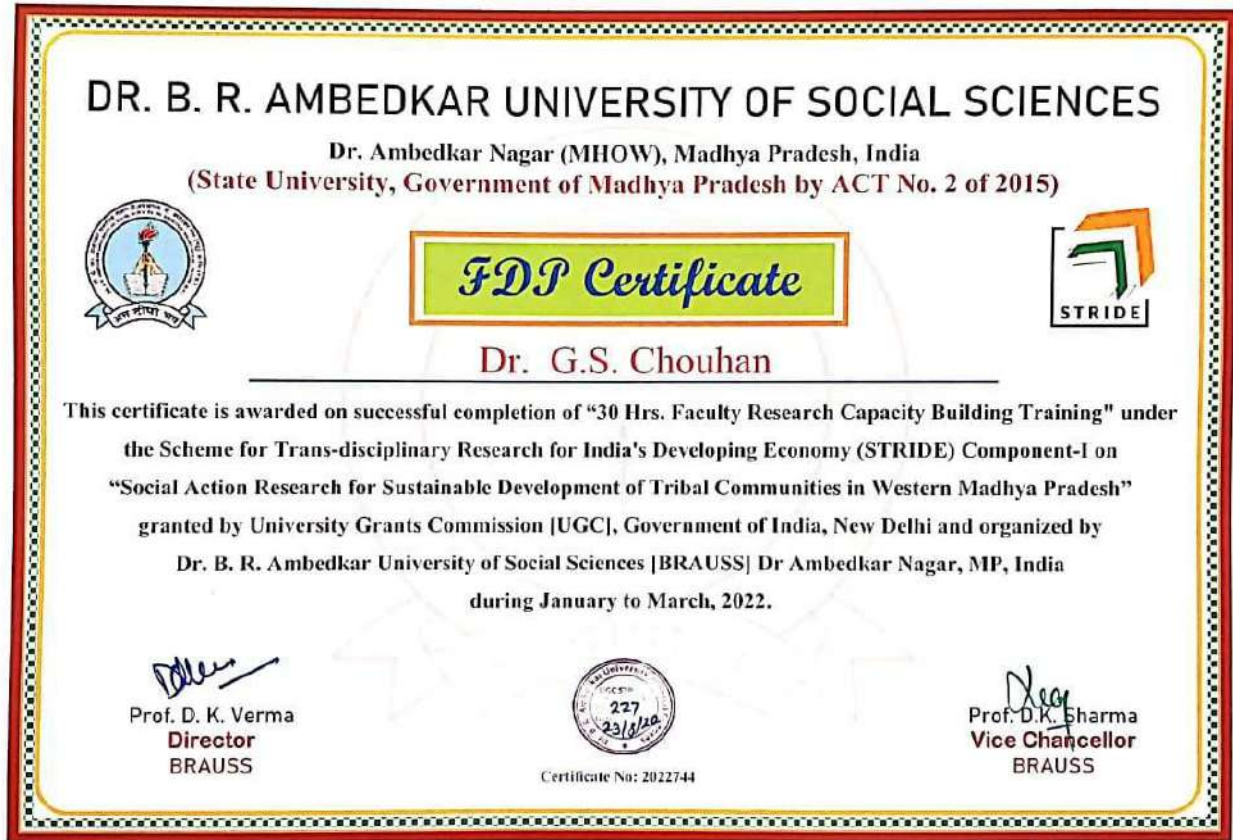 DR. B. R. AMBEDKAR UNIVERSITY OF SOCIAL SCIENCES
Dr. Ambedkar Nagar (MHOW), Madhya Pradesh, India
(State University, Government of Madhya Pradesh by ACT No. 2 of 2015)
FDP Certificate
STRIDE
Dr. G.S. Chouhan
This certificate is awarded on successful completion of “30 Hrs. Faculty Research Capacity Building Training" under
the Scheme for Trans-disciplinary Research for India's Developing Economy (STRIDE) Component-I on
“Social Action Research for Sustainable Development of Tribal Communities in Western Madhya Pradesh”
granted by University Grants Commission [UGC], Government of India, New Delhi and organized by
Dr. B. R. Ambedkar University of Social Sciences [BRAUSS] Dr Ambedkar Nagar, MP, India
during January to March, 2022.
Prof. D. K. Verma
Director
BRAUSS
227
Certificate No: 2022744
Prof. D.K. Sharma
Vice Chancellor
BRAUSS